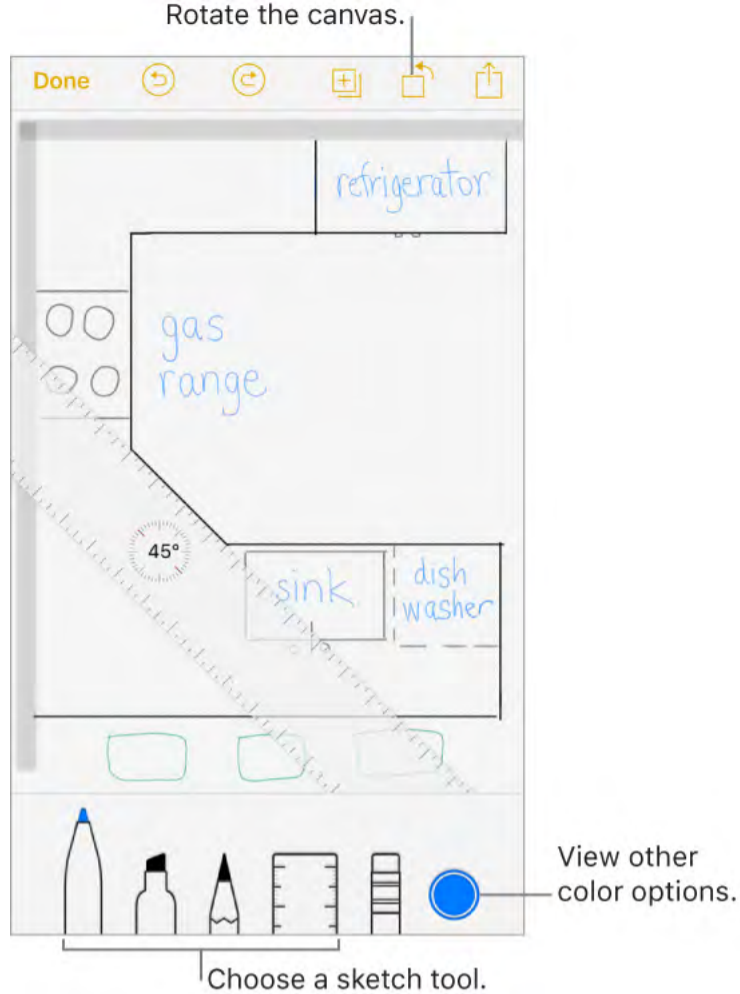 Rotate the canvas.
Done
refrigerator
gas
range
45°
sink
dish
washer
View other
color options.
Choose a sketch tool.